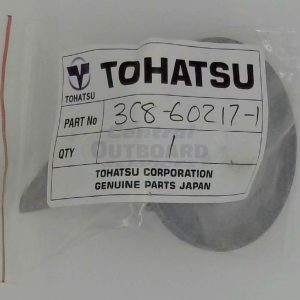 TOHATSU
TOHATSU
PART No 3C8-60217-1
Central
OUTBOARD
QTY 1
TOHATSU CORPORATION
GENUINE PARTS JAPAN